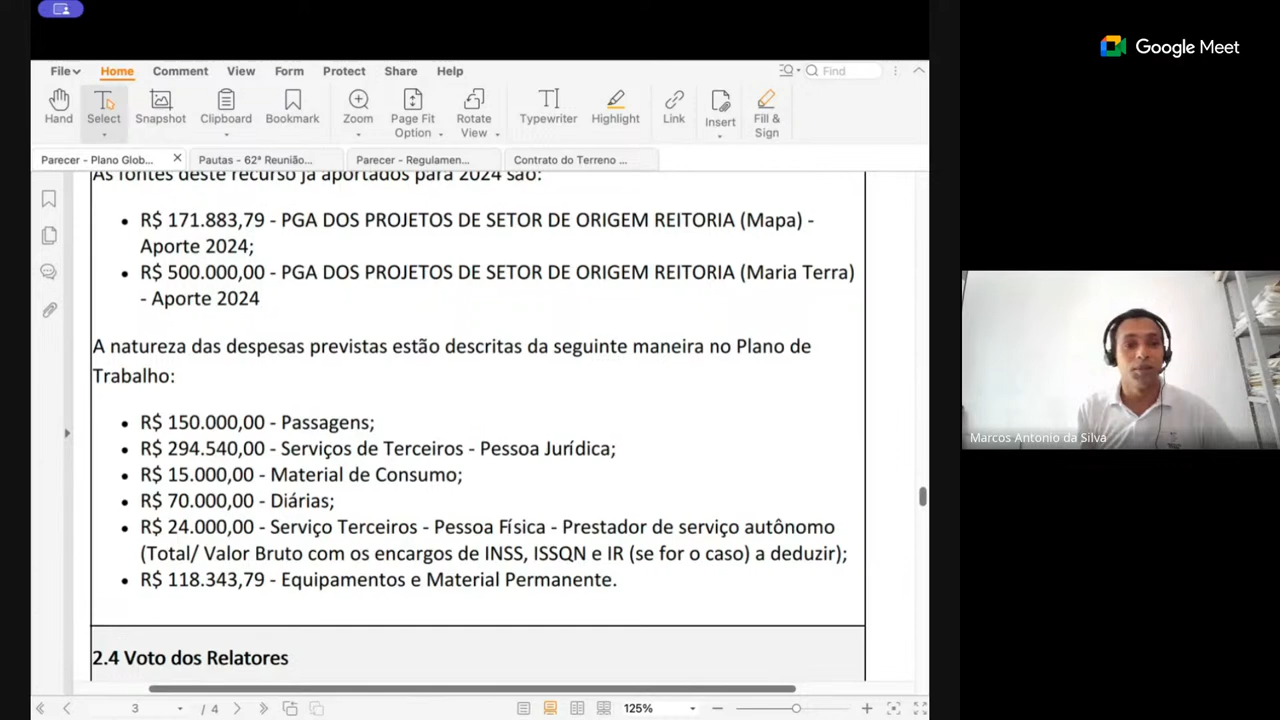 Google Meet
File Home Comment View Form Protect Share Help Find
Hand Select Snapshot Clipboard Bookmark Zoom Page Fit Option Rotate View Typewriter Highlight Link Insert Fill & Sign
Parecer - Plano Glob... Pautas - 62ª Reunião... Parecer - Regulamen... Contrato do Terreno ...
As fontes deste recurso já aportados para 2024 são:
• R$ 171.883,79 - PGA DOS PROJETOS DE SETOR DE ORIGEM REITORIA (Mapa) -
Aporte 2024;
• R$ 500.000,00 - PGA DOS PROJETOS DE SETOR DE ORIGEM REITORIA (Maria Terra)
- Aporte 2024
A natureza das despesas previstas estão descritas da seguinte maneira no Plano de
Trabalho:
• R$ 150.000,00 - Passagens;
• R$ 294.540,00 - Serviços de Terceiros - Pessoa Jurídica;
• R$ 15.000,00 - Material de Consumo;
• R$ 70.000,00 - Diárias;
• R$ 24.000,00 - Serviço Terceiros - Pessoa Física - Prestador de serviço autônomo
(Total/ Valor Bruto com os encargos de INSS, ISSQN e IR (se for o caso) a deduzir);
• R$ 118.343,79 - Equipamentos e Material Permanente.
2.4 Voto dos Relatores
3 / 4 125%
Marcos Antonio da Silva